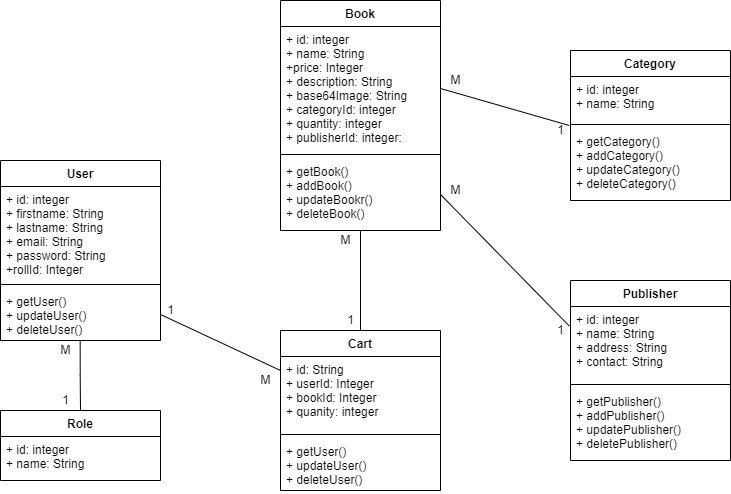 Book
+ id: integer
+ name: String
+price: Integer
+ description: String
+ base64Image: String
+ categoryId: integer
+ quantity: integer
+ publisherId: integer:
+ getBook()
+ addBook()
+ updateBookr()
+ deleteBook()
M
1
M
M
1
Category
+ id: integer
+ name: String
+ getCategory()
+ addCategory()
+ updateCategory()
+ deleteCategory()
User
+ id: integer
+ firstname: String
+ lastname: String
+ email: String
+ password: String
+rollId: Integer
+ getUser()
+ updateUser()
+ deleteUser()
1
M
M
1
Publisher
+ id: integer
+ name: String
+ address: String
+ contact: String
+ getPublisher()
+ addPublisher()
+ updatePublisher()
+ deletePublisher()
1
Cart
+ id: String
+ userId: Integer
+ bookId: Integer
+ quanity: integer
+ getUser()
+ updateUser()
+ deleteUser()
Role
+ id: integer
+ name: String